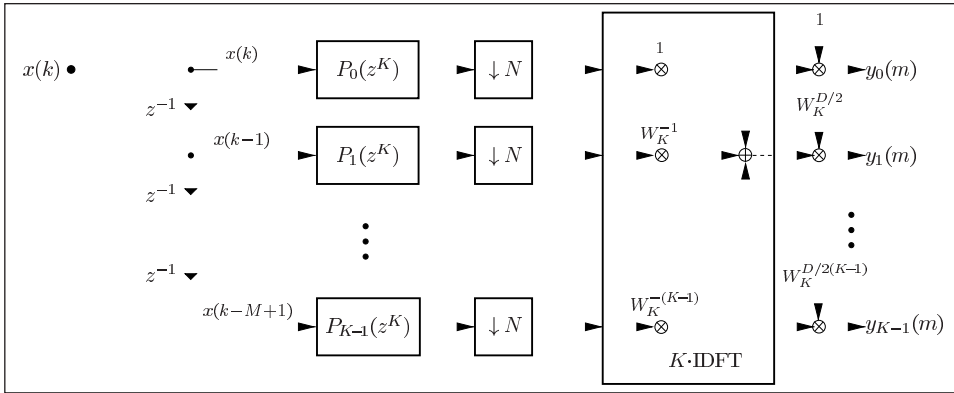 1
x(k) x(k) P_0(z^K) ↓ N 1 y_0(m)
z^{-1} W_K^{D/2}
x(k−1) P_1(z^K) ↓ N W_K^{-1} y_1(m)
z^{-1}
z^{-1} W_K^{D/2(K−1)}
x(k−M+1) P_{K−1}(z^K) ↓ N W_K^{-(K−1)} y_{K−1}(m)
K·IDFT